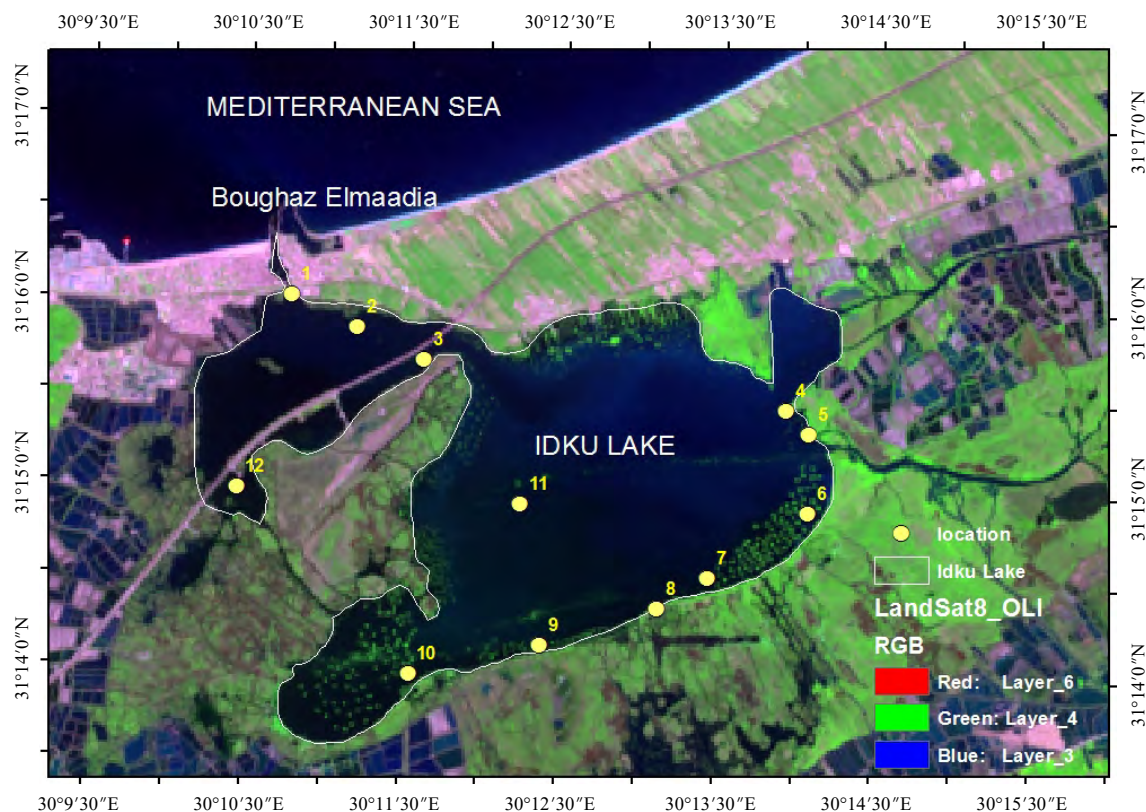 30°9'30"E 30°10'30"E 30°11'30"E 30°12'30"E 30°13'30"E 30°14'30"E 30°15'30"E
31°17'0"N
31°16'0"N
31°15'0"N
31°14'0"N
MEDITERRANEAN SEA
Boughaz Elmaadia
1
2
3
4
5
IDKU LAKE
12
11
6
7
8
9
10
location
Idku Lake
LandSat8_OLI
RGB
Red: Layer_6
Green: Layer_4
Blue: Layer_3
31°17'0"N
31°16'0"N
31°15'0"N
31°14'0"N
30°9'30"E 30°10'30"E 30°11'30"E 30°12'30"E 30°13'30"E 30°14'30"E 30°15'30"E